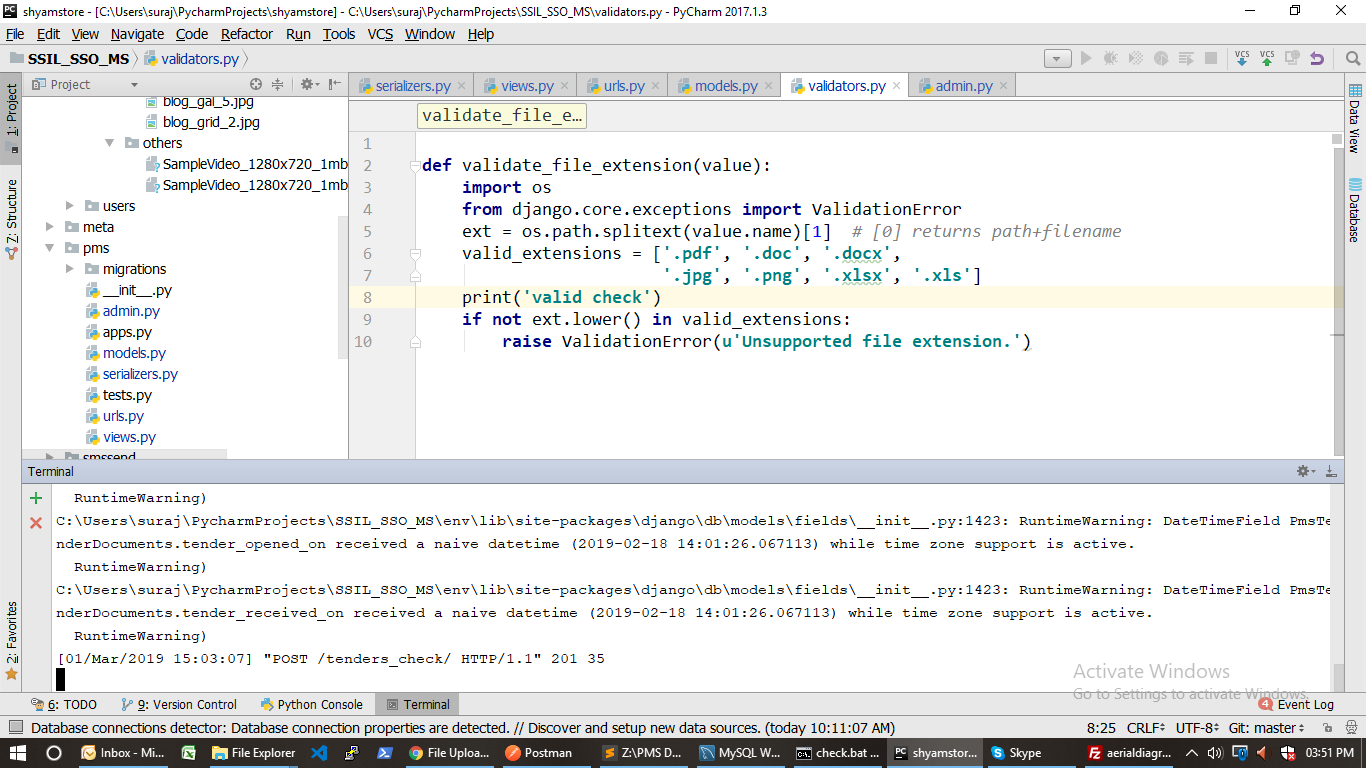 shyamstore - [C:\Users\suraj\PycharmProjects\shyamstore] - C:\Users\suraj\PycharmProjects\SSIL_SSO_MS\validators.py - PyCharm 2017.1.3
File Edit View Navigate Code Refactor Run Tools VCS Window Help
SSIL_SSO_MS validators.py
VCS VCS
1: Project
Z: Structure
2: Favorites
Project
blog_gal_5.jpg
blog_grid_2.jpg
others
SampleVideo_1280x720_1mb
SampleVideo_1280x720_1mb
users
meta
pms
migrations
__init__.py
admin.py
apps.py
models.py
serializers.py
tests.py
urls.py
views.py
smssend
serializers.py views.py urls.py models.py validators.py admin.py
validate_file_e…
1
2 def validate_file_extension(value):
3 import os
4 from django.core.exceptions import ValidationError
5 ext = os.path.splitext(value.name)[1]  # [0] returns path+filename
6 valid_extensions = ['.pdf', '.doc', '.docx',
7 '.jpg', '.png', '.xlsx', '.xls']
8 print('valid check')
9 if not ext.lower() in valid_extensions:
10 raise ValidationError(u'Unsupported file extension.')
Data View
Database
Terminal
RuntimeWarning)
C:\Users\suraj\PycharmProjects\SSIL_SSO_MS\env\lib\site-packages\django\db\models\fields\__init__.py:1423: RuntimeWarning: DateTimeField PmsTe
nderDocuments.tender_opened_on received a naive datetime (2019-02-18 14:01:26.067113) while time zone support is active.
RuntimeWarning)
C:\Users\suraj\PycharmProjects\SSIL_SSO_MS\env\lib\site-packages\django\db\models\fields\__init__.py:1423: RuntimeWarning: DateTimeField PmsTe
nderDocuments.tender_received_on received a naive datetime (2019-02-18 14:01:26.067113) while time zone support is active.
RuntimeWarning)
[01/Mar/2019 15:03:07] "POST /tenders_check/ HTTP/1.1" 201 35
Activate Windows
Go to Settings to activate Windows.
6: TODO 9: Version Control Python Console Terminal 4 Event Log
Database connections detector: Database connection properties are detected. // Discover and setup new data sources. (today 10:11:07 AM) 8:25 CRLF UTF-8 Git: master
Inbox - Mi... File Explorer File Uploa... Postman Z:\PMS D... MySQL W... check.bat ... shyamstor... Skype aerialdiagr... 03:51 PM